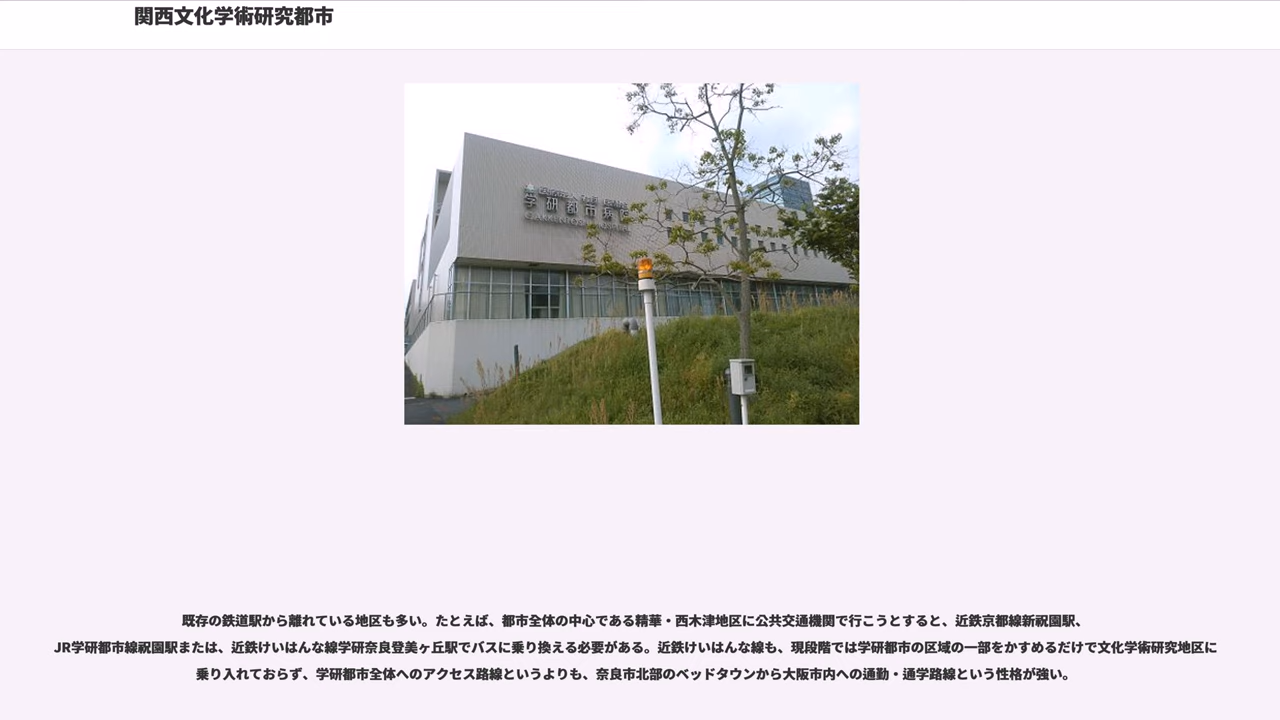 関西文化学術研究都市
学研都市病院
既存の鉄道駅から離れている地区も多い。たとえば、都市全体の中心である精華・西木津地区に公共交通機関で行こうとすると、近鉄京都線新祝園駅、
JR学研都市線祝園駅または、近鉄けいはんな線学研奈良登美ヶ丘駅でバスに乗り換える必要がある。近鉄けいはんな線も、現段階では学研都市の区域の一部をかすめるだけで文化学術研究地区に
乗り入れておらず、学研都市全体へのアクセス路線というよりも、奈良市北部のベッドタウンから大阪市内への通勤・通学路線という性格が強い。